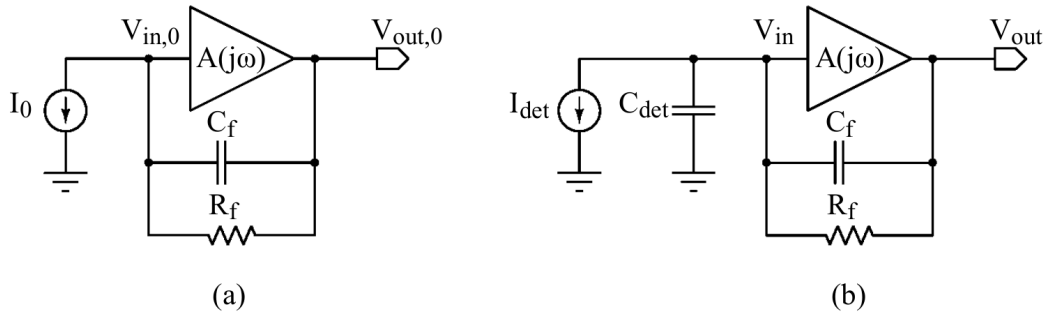 V_in,0
V_out,0
A(jω)
I_0
C_f
R_f
(a)
V_in
V_out
A(jω)
I_det
C_det
C_f
R_f
(b)